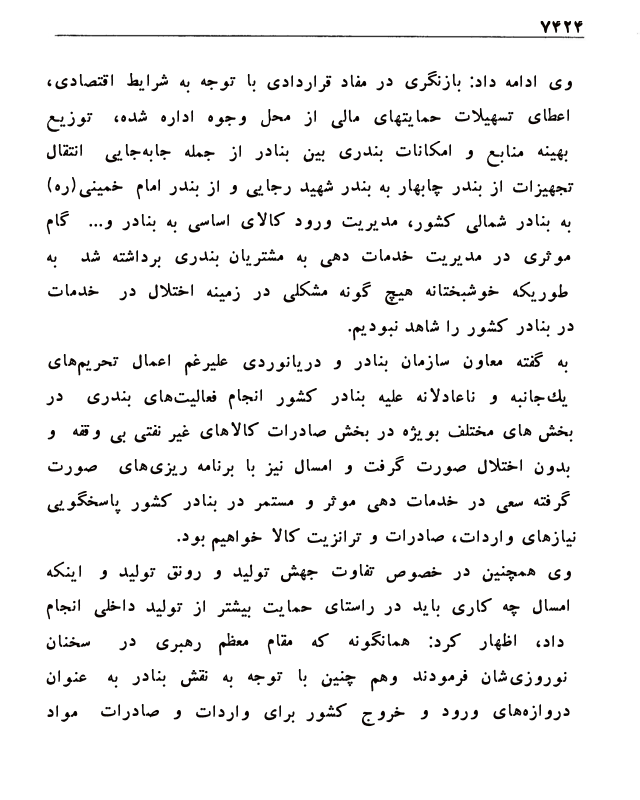 ۷۴۲۴
وی ادامه داد: بازنگری در مفاد قراردادی با توجه به شرایط اقتصادی،
اعطای تسهیلات حمایتهای مالی از محل وجوه اداره شده، توزیع
بهینه منابع و امکانات بندری بین بنادر از جمله جابه‌جایی انتقال
تجهیزات از بندر چابهار به بندر شهید رجایی و از بندر امام خمینی(ره)
به بنادر شمالی کشور، مدیریت ورود کالای اساسی به بنادر و... گام
موثری در مدیریت خدمات دهی به مشتریان بندری برداشته شد به
طوریکه خوشبختانه هیچ گونه مشکلی در زمینه اختلال در خدمات
در بنادر کشور را شاهد نبودیم.
به گفته معاون سازمان بنادر و دریانوردی علیرغم اعمال تحریم‌های
یك‌جانبه و ناعادلانه علیه بنادر کشور انجام فعالیت‌های بندری در
بخش های مختلف بویژه در بخش صادرات کالاهای غیر نفتی بی وقفه و
بدون اختلال صورت گرفت و امسال نیز با برنامه ریزی‌های صورت
گرفته سعی در خدمات دهی موثر و مستمر در بنادر کشور پاسخگویی
نیازهای واردات، صادرات و ترانزیت کالا خواهیم بود.
وی همچنین در خصوص تفاوت جهش تولید و رونق تولید و اینکه
امسال چه کاری باید در راستای حمایت بیشتر از تولید داخلی انجام
داد، اظهار کرد: همانگونه که مقام معظم رهبری در سخنان
نوروزی‌شان فرمودند وهم چنین با توجه به نقش بنادر به عنوان
دروازه‌های ورود و خروج کشور برای واردات و صادرات مواد